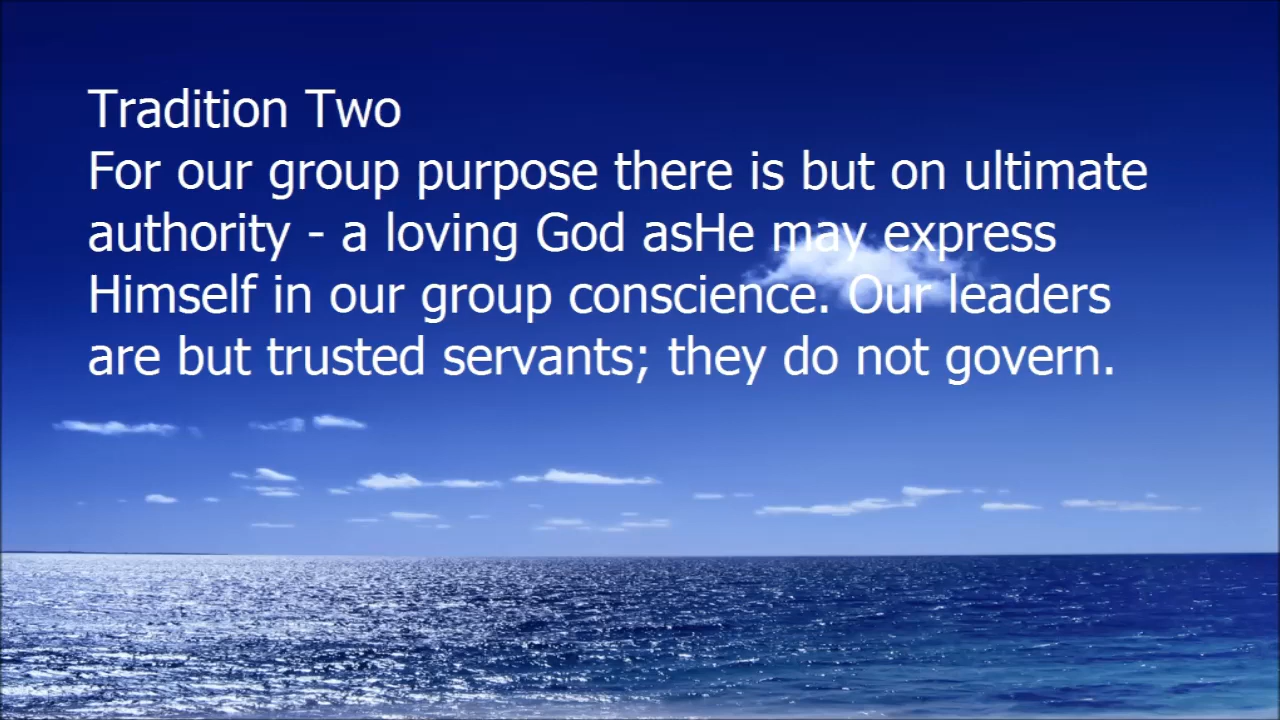 Tradition Two
For our group purpose there is but on ultimate
authority - a loving God asHe may express
Himself in our group conscience. Our leaders
are but trusted servants; they do not govern.